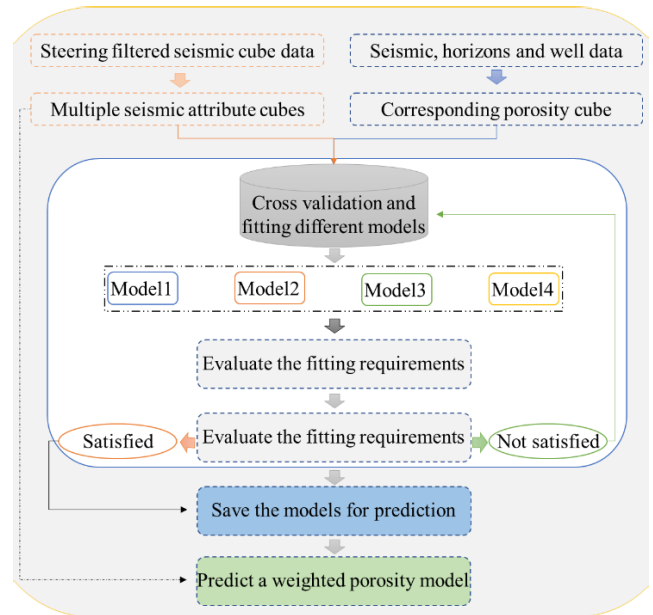 Steering filtered seismic cube data
Seismic, horizons and well data
Multiple seismic attribute cubes
Corresponding porosity cube
Cross validation and
fitting different models
Model1
Model2
Model3
Model4
Evaluate the fitting requirements
Satisfied
Evaluate the fitting requirements
Not satisfied
Save the models for prediction
Predict a weighted porosity model